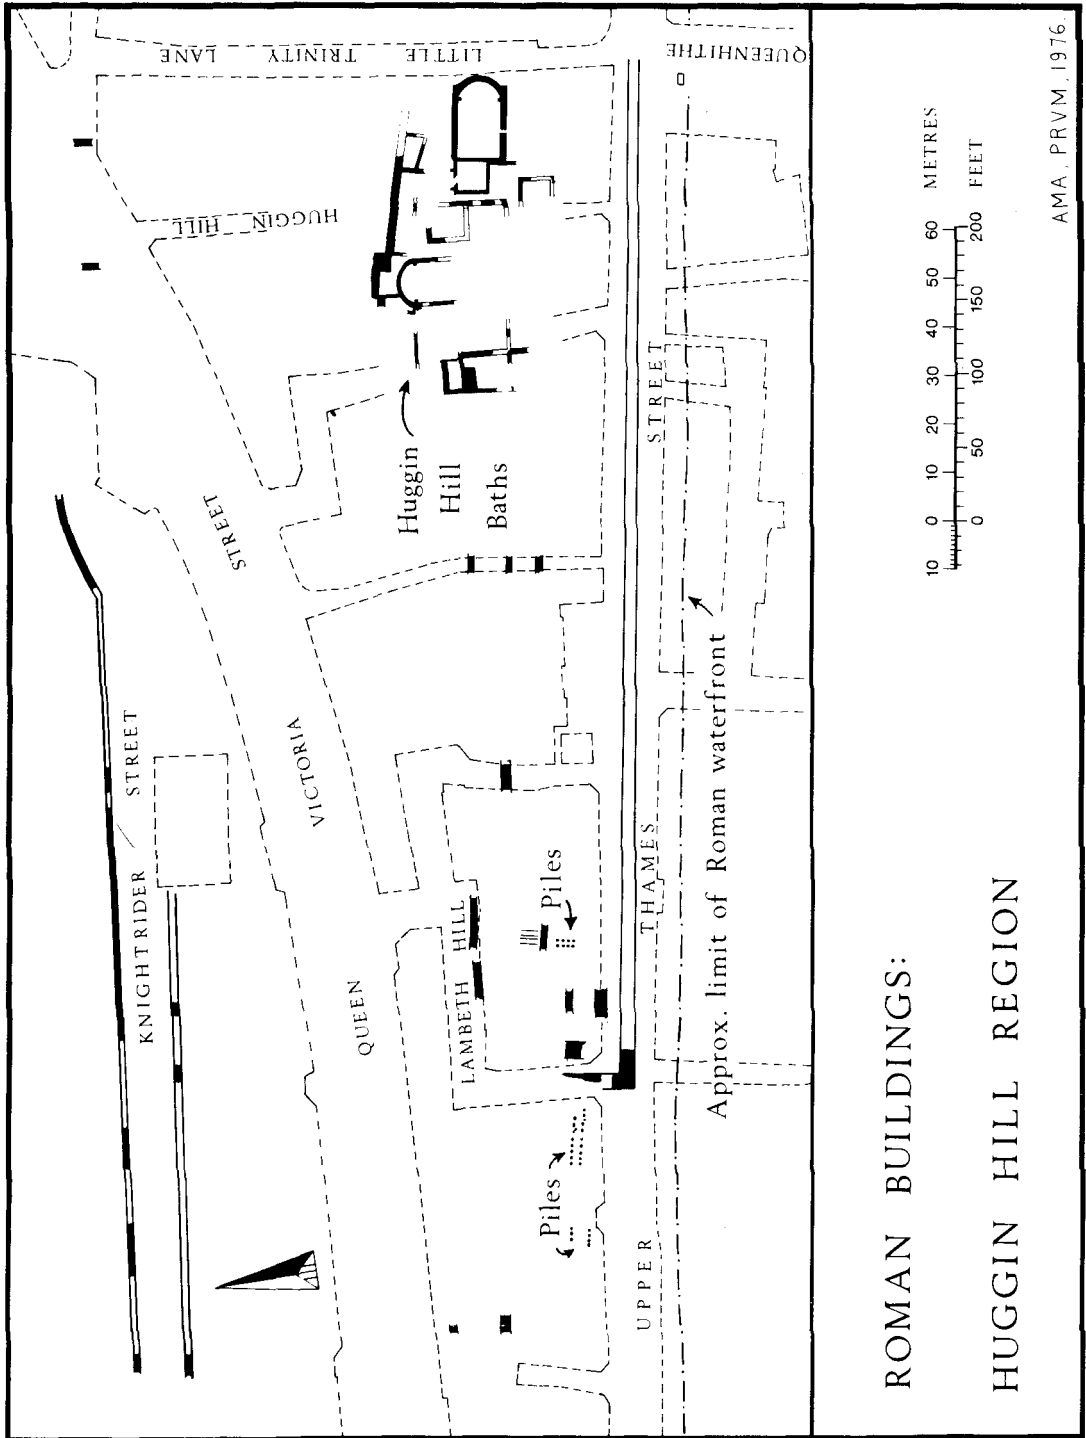 LITTLE TRINITY LANE
QUEENHITHE
HUGGIN HILL
KNIGHTRIDER STREET
QUEEN VICTORIA STREET
Huggin
Hill
Baths
LAMBETH HILL
Piles
Piles
UPPER THAMES STREET
Approx. limit of Roman waterfront
ROMAN BUILDINGS:
HUGGIN HILL REGION
10 0 10 20 30 40 50 60 METRES
0 50 100 150 200 FEET
AMA, PRVM, 1976.